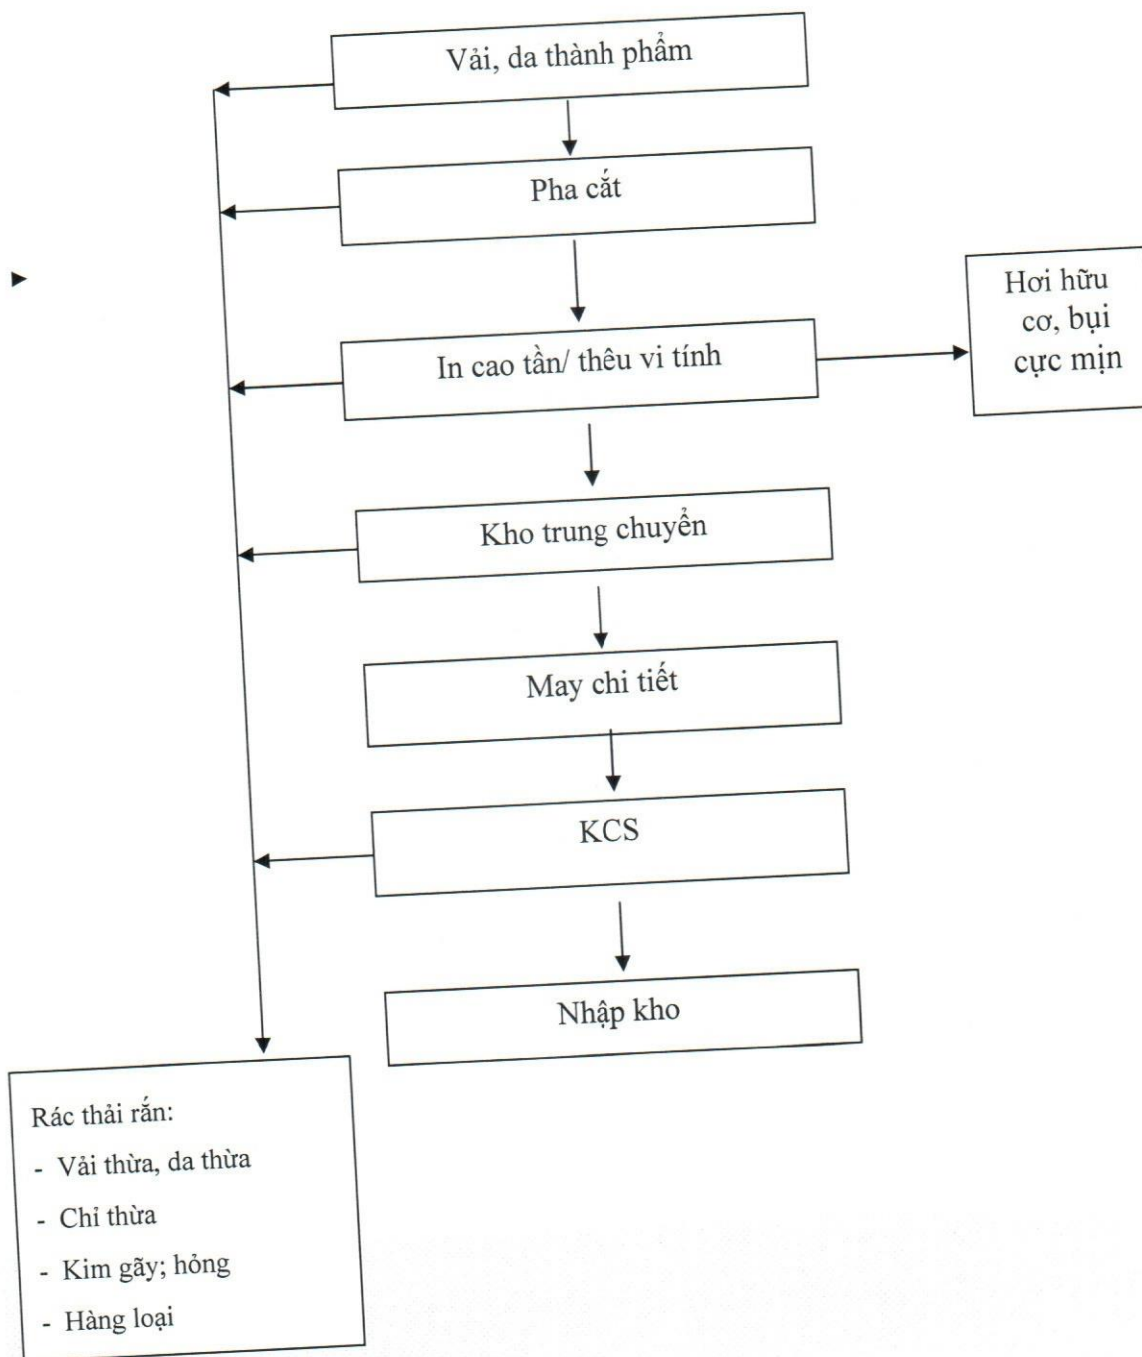 Vải, da thành phẩm
Pha cắt
Hơi hữu
cơ, bụi
cực mịn
In cao tần/ thêu vi tính
Kho trung chuyển
May chi tiết
KCS
Nhập kho
Rác thải rắn:
- Vải thừa, da thừa
- Chỉ thừa
- Kim gãy; hỏng
- Hàng loại